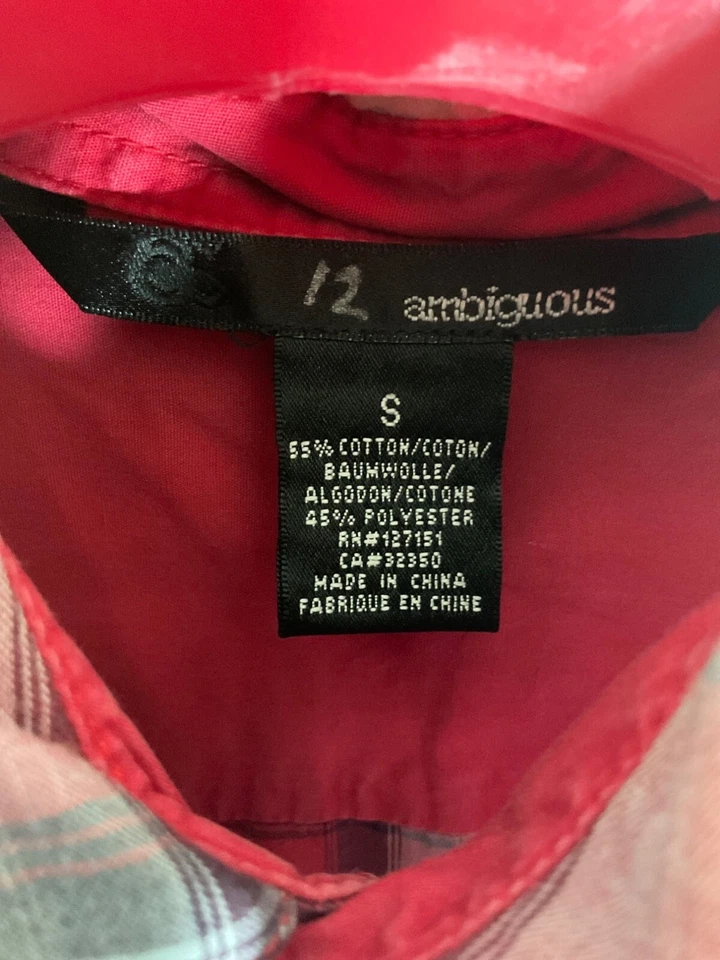 12 ambiguous
S
55% COTTON/COTON/
BAUMWOLLE/
ALGODON/COTONE
45% POLYESTER
RN#127151
CA#32350
MADE IN CHINA
FABRIQUE EN CHINE